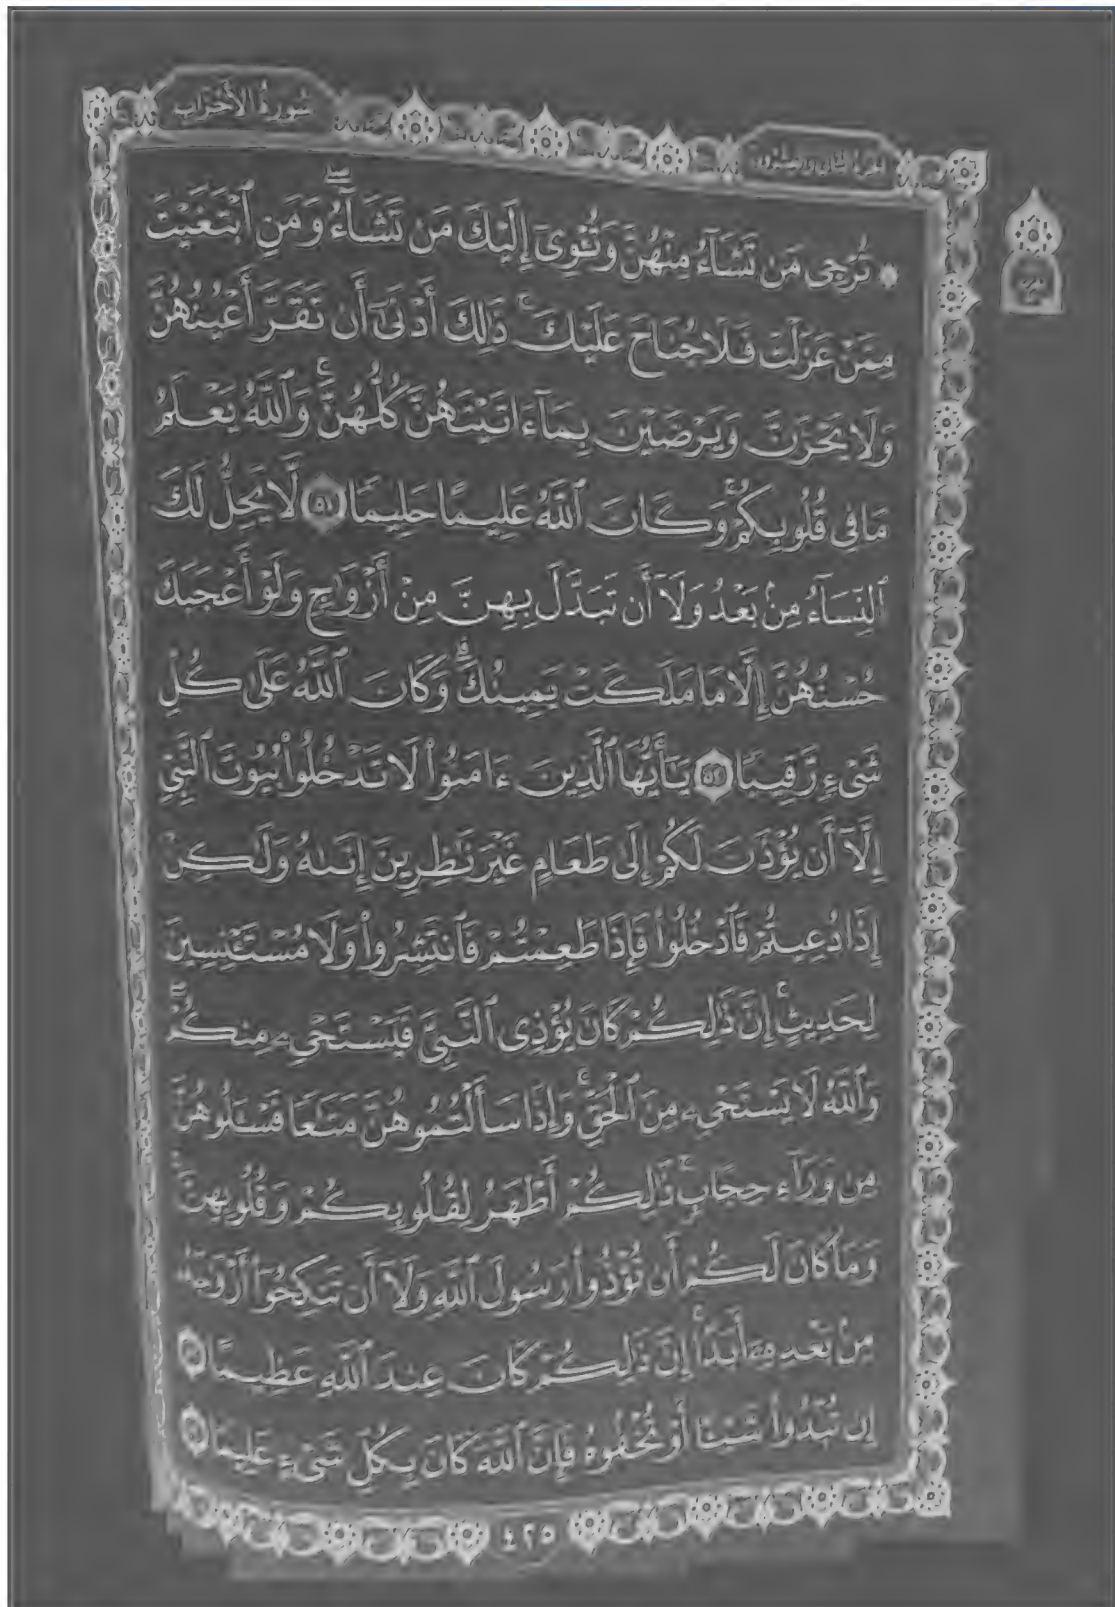 سُورَةُ الأَحْزَابِ
الجزء الثاني والعشرون
۞ تُرْجِى مَن تَشَآءُ مِنْهُنَّ وَتُـْٔوِىٓ إِلَيْكَ مَن تَشَآءُۖ وَمَنِ ٱبْتَغَيْتَ
مِمَّنْ عَزَلْتَ فَلَا جُنَاحَ عَلَيْكَۚ ذَٰلِكَ أَدْنَىٰٓ أَن تَقَرَّ أَعْيُنُهُنَّ
وَلَا يَحْزَنَّ وَيَرْضَيْنَ بِمَآ ءَاتَيْتَهُنَّ كُلُّهُنَّۚ وَٱللَّهُ يَعْلَمُ
مَا فِى قُلُوبِكُمْۚ وَكَانَ ٱللَّهُ عَلِيمًا حَلِيمًا ٥١ لَّا يَحِلُّ لَكَ
ٱلنِّسَآءُ مِنۢ بَعْدُ وَلَآ أَن تَبَدَّلَ بِهِنَّ مِنْ أَزْوَٰجٍ وَلَوْ أَعْجَبَكَ
حُسْنُهُنَّ إِلَّا مَا مَلَكَتْ يَمِينُكَۗ وَكَانَ ٱللَّهُ عَلَىٰ كُلِّ
شَىْءٍ رَّقِيبًا ٥٢ يَـٰٓأَيُّهَا ٱلَّذِينَ ءَامَنُوا۟ لَا تَدْخُلُوا۟ بُيُوتَ ٱلنَّبِىِّ
إِلَّآ أَن يُؤْذَنَ لَكُمْ إِلَىٰ طَعَامٍ غَيْرَ نَـٰظِرِينَ إِنَىٰهُ وَلَـٰكِنْ
إِذَا دُعِيتُمْ فَٱدْخُلُوا۟ فَإِذَا طَعِمْتُمْ فَٱنتَشِرُوا۟ وَلَا مُسْتَـْٔنِسِينَ
لِحَدِيثٍۚ إِنَّ ذَٰلِكُمْ كَانَ يُؤْذِى ٱلنَّبِىَّ فَيَسْتَحْىِۦ مِنكُمْۖ
وَٱللَّهُ لَا يَسْتَحْىِۦ مِنَ ٱلْحَقِّۚ وَإِذَا سَأَلْتُمُوهُنَّ مَتَـٰعًا فَسْـَٔلُوهُنَّ
مِن وَرَآءِ حِجَابٍۚ ذَٰلِكُمْ أَطْهَرُ لِقُلُوبِكُمْ وَقُلُوبِهِنَّۚ
وَمَا كَانَ لَكُمْ أَن تُؤْذُوا۟ رَسُولَ ٱللَّهِ وَلَآ أَن تَنكِحُوٓا۟ أَزْوَٰجَهُۥ
مِنۢ بَعْدِهِۦٓ أَبَدًاۚ إِنَّ ذَٰلِكُمْ كَانَ عِندَ ٱللَّهِ عَظِيمًا ٥٣
إِن تُبْدُوا۟ شَيْـًٔا أَوْ تُخْفُوهُ فَإِنَّ ٱللَّهَ كَانَ بِكُلِّ شَىْءٍ عَلِيمًا ٥٤
٤٢٥